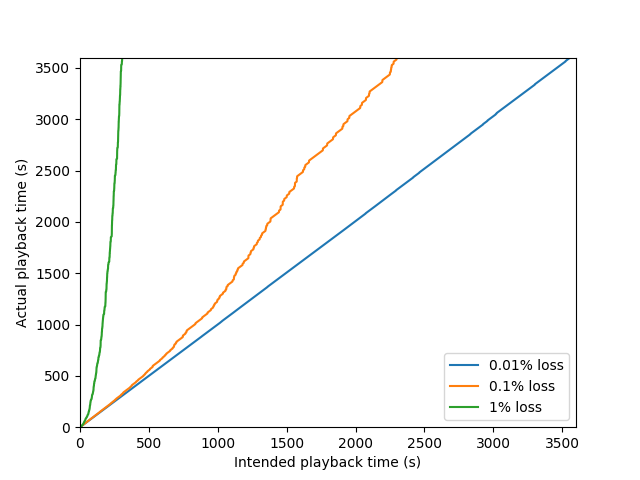 3500
3000
2500
2000
1500
1000
500
0
Actual playback time (s)
0 500 1000 1500 2000 2500 3000 3500
Intended playback time (s)
0.01% loss
0.1% loss
1% loss